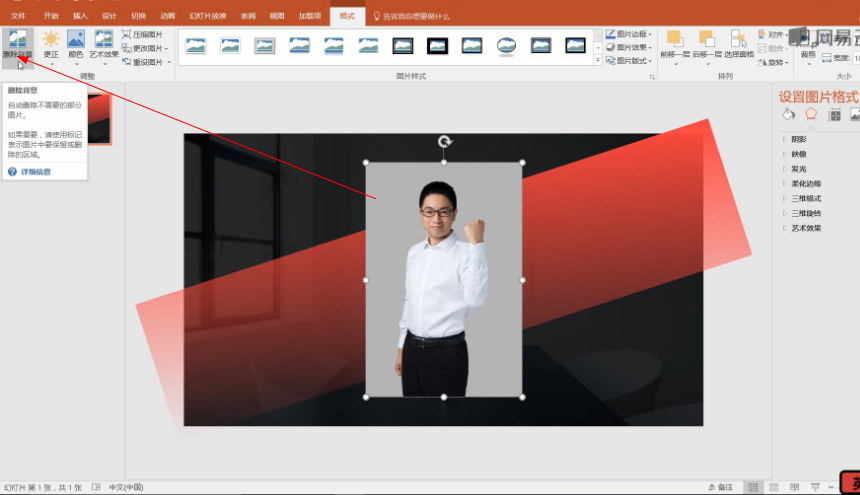 文件 开始 插入 设计 切换 动画 幻灯片放映 审阅 视图 加载项 格式 告诉我你想要做什么
删除背景 更正 颜色 艺术效果
压缩图片
更改图片
重设图片
调整
图片样式
图片边框
图片效果
图片版式
前移一层 后移一层 选择窗格
对齐
组合
旋转
排列
裁剪
宽度:
大小
网易
删除背景
自动删除不需要的部分
图片。
如果需要，请使用标记
表示图片中要保留或删
除的区域。
详细信息
设置图片格式
阴影
映像
发光
柔化边缘
三维格式
三维旋转
艺术效果
幻灯片 第 1 张，共 1 张 中文(中国)
备注